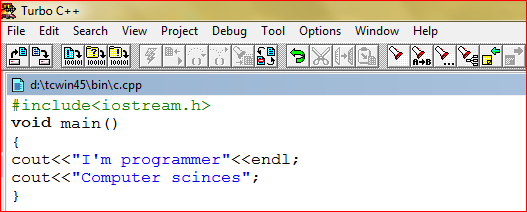 Turbo C++
File Edit Search View Project Debug Tool Options Window Help
d:\tcwin45\bin\c.cpp
#include<iostream.h>
void main()
{
cout<<"I'm programmer"<<endl;
cout<<"Computer scinces";
}